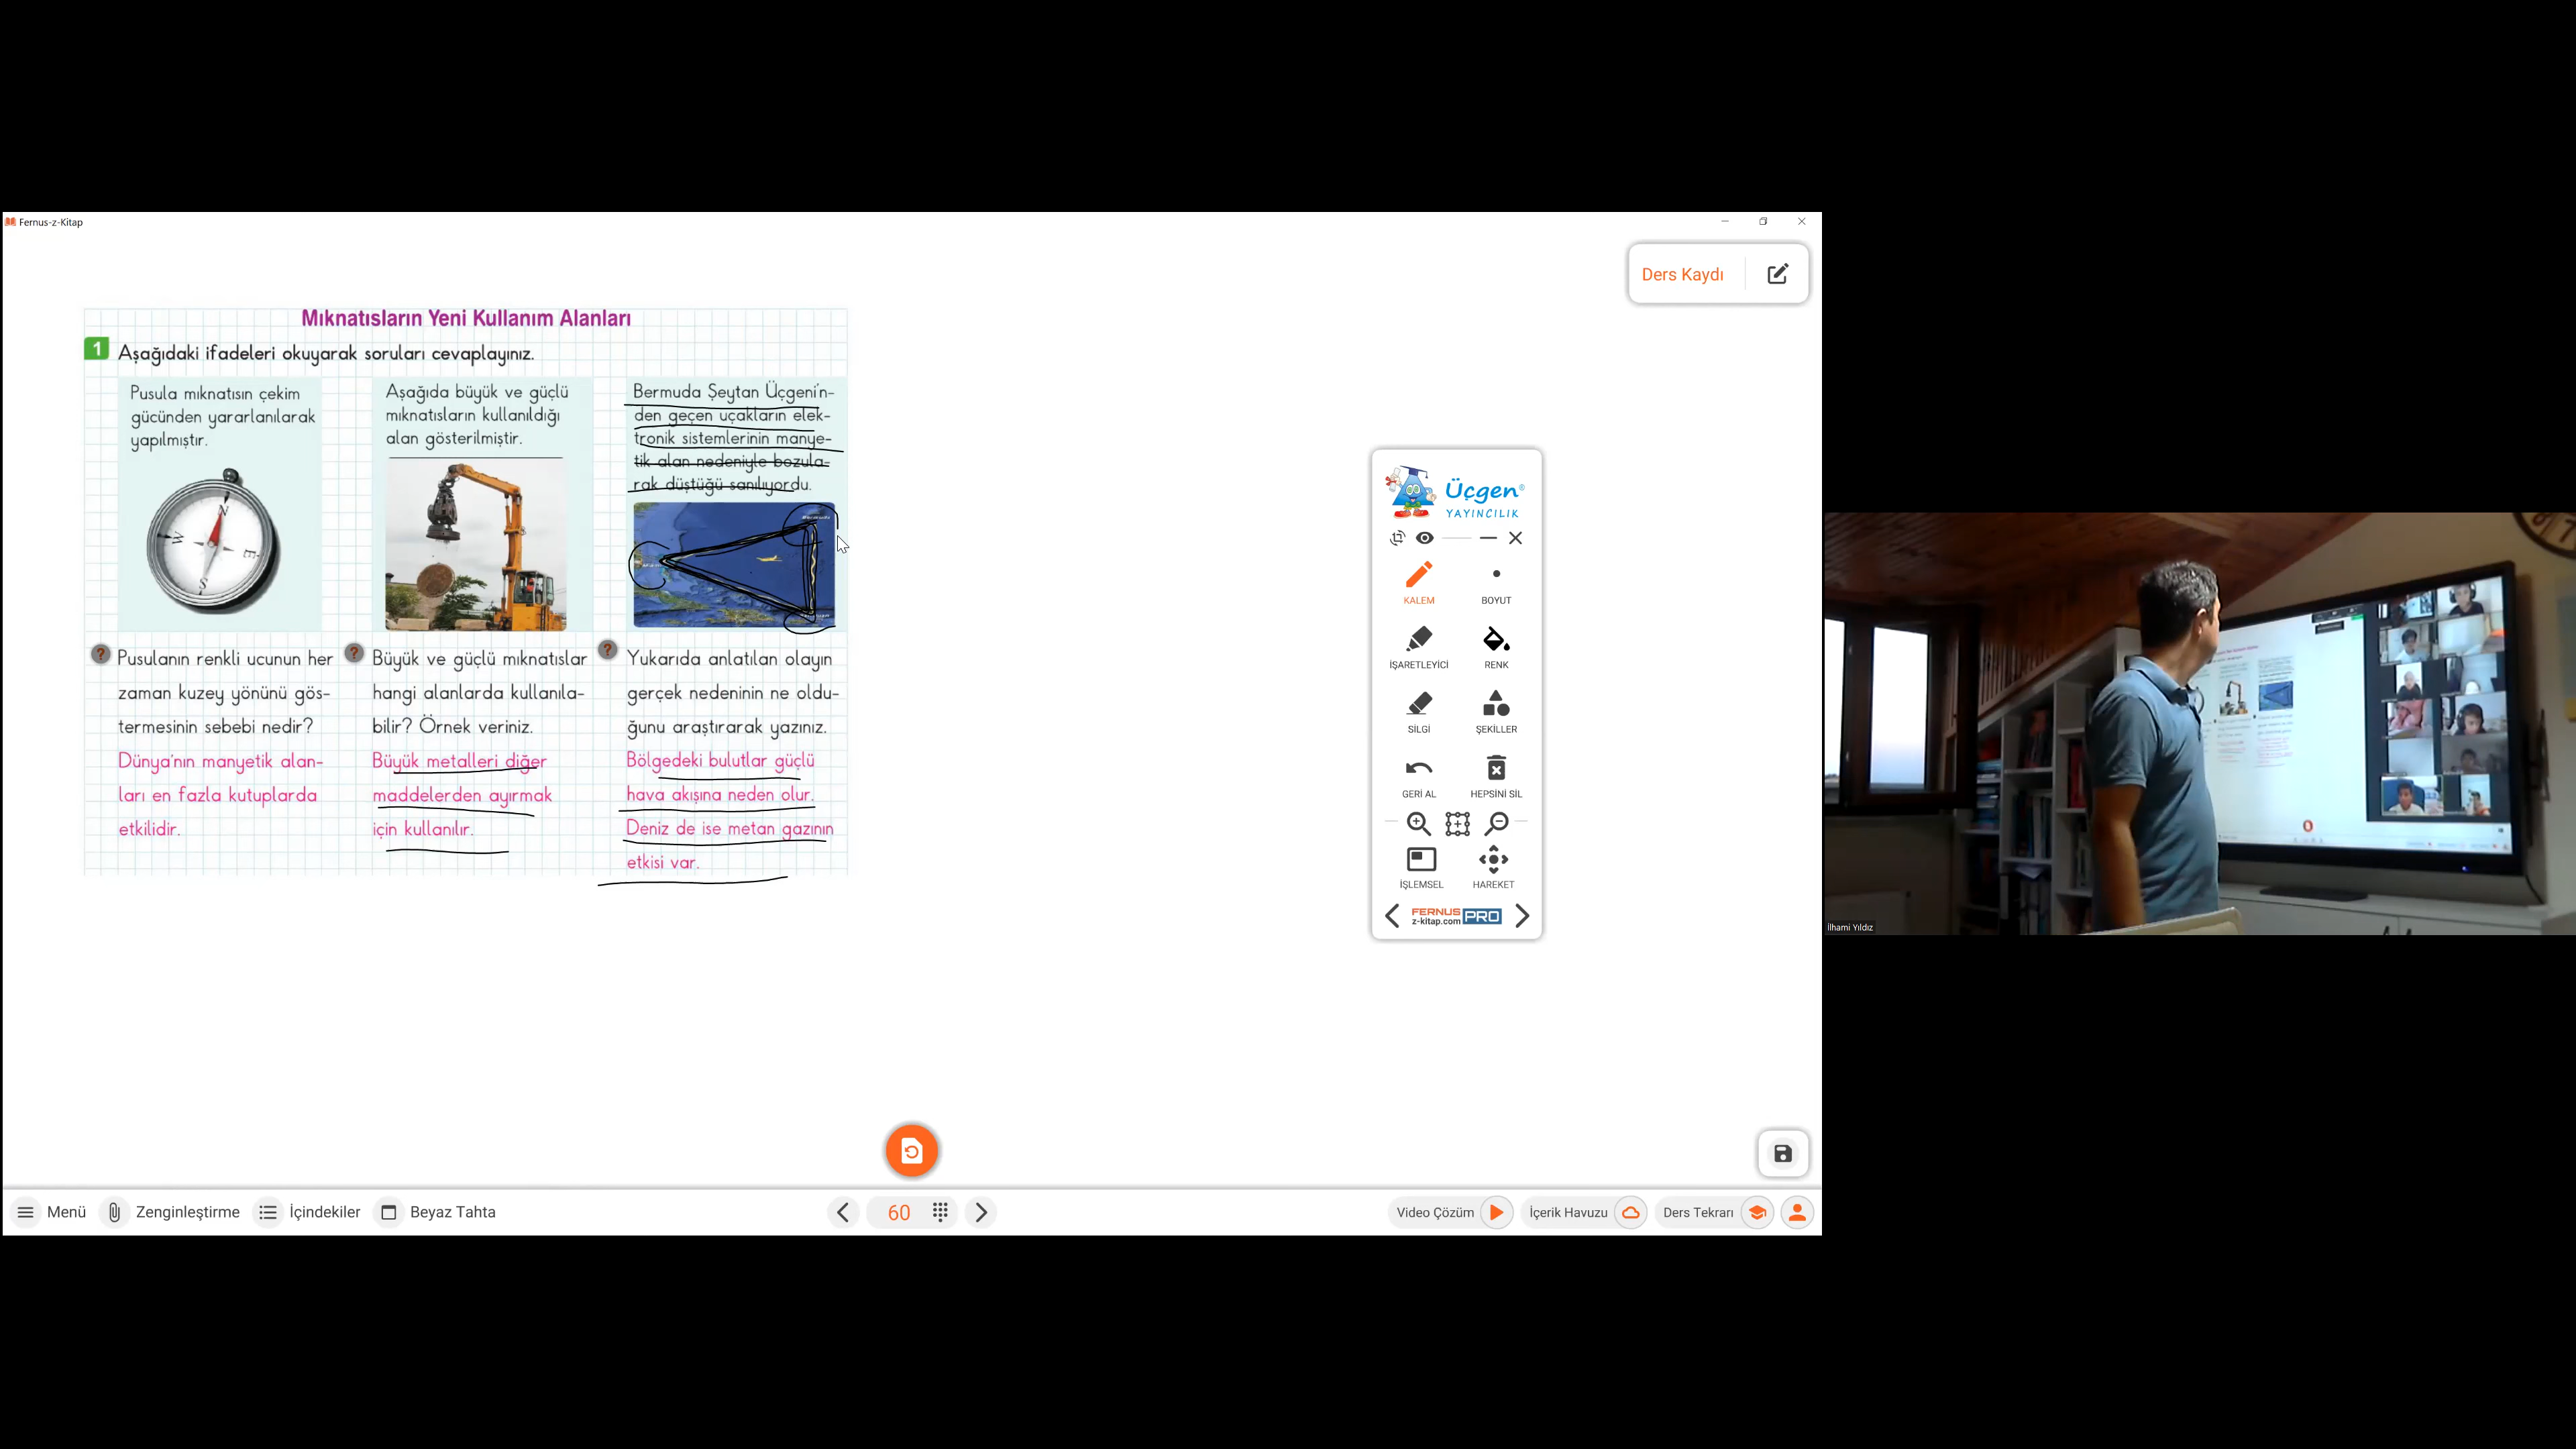 Fernus-z-Kitap
Ders Kaydı
Mıknatısların Yeni Kullanım Alanları
1 Aşağıdaki ifadeleri okuyarak soruları cevaplayınız.
Pusula mıknatısın çekim
gücünden yararlanılarak
yapılmıştır.
N
W
E
S
Aşağıda büyük ve güçlü
mıknatısların kullanıldığı
alan gösterilmiştir.
Bermuda Şeytan Üçgeni'n-
den geçen uçakların elek-
tronik sistemlerinin manye-
tik alan nedeniyle bozula-
rak düştüğü sanılıyordu.
? Pusulanın renkli ucunun her
zaman kuzey yönünü gös-
termesinin sebebi nedir?
Dünya'nın manyetik alan-
ları en fazla kutuplarda
etkilidir.
? Büyük ve güçlü mıknatıslar
hangi alanlarda kullanıla-
bilir? Örnek veriniz.
Büyük metalleri diğer
maddelerden ayırmak
için kullanılır.
? Yukarıda anlatılan olayın
gerçek nedeninin ne oldu-
ğunu araştırarak yazınız.
Bölgedeki bulutlar güçlü
hava akışına neden olur.
Deniz de ise metan gazının
etkisi var.
Üçgen®
YAYINCILIK
KALEM
BOYUT
İŞARETLEYİCİ
RENK
SİLGİ
ŞEKİLLER
GERİ AL
HEPSİNİ SİL
İŞLEMSEL
HAREKET
FERNUS PRO
z-kitap.com
İlhami Yıldız
Menü
Zenginleştirme
İçindekiler
Beyaz Tahta
60
Video Çözüm
İçerik Havuzu
Ders Tekrarı